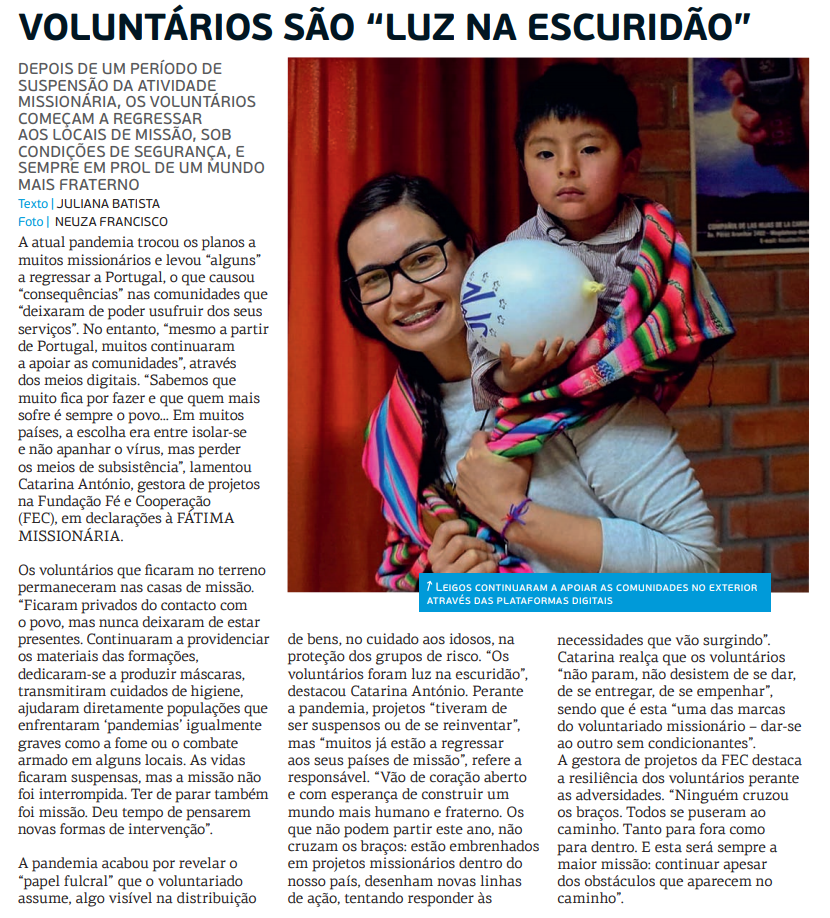 VOLUNTÁRIOS SÃO “LUZ NA ESCURIDÃO”
DEPOIS DE UM PERÍODO DE
SUSPENSÃO DA ATIVIDADE
MISSIONÁRIA, OS VOLUNTÁRIOS
COMEÇAM A REGRESSAR
AOS LOCAIS DE MISSÃO, SOB
CONDIÇÕES DE SEGURANÇA, E
SEMPRE EM PROL DE UM MUNDO
MAIS FRATERNO
Texto | JULIANA BATISTA
Foto | NEUZA FRANCISCO
A atual pandemia trocou os planos a
muitos missionários e levou “alguns”
a regressar a Portugal, o que causou
“consequências” nas comunidades que
“deixaram de poder usufruir dos seus
serviços”. No entanto, “mesmo a partir
de Portugal, muitos continuaram
a apoiar as comunidades”, através
dos meios digitais. “Sabemos que
muito fica por fazer e que quem mais
sofre é sempre o povo... Em muitos
países, a escolha era entre isolar-se
e não apanhar o vírus, mas perder
os meios de subsistência”, lamentou
Catarina António, gestora de projetos
na Fundação Fé e Cooperação
(FEC), em declarações à FÁTIMA
MISSIONÁRIA.
Os voluntários que ficaram no terreno
permaneceram nas casas de missão.
“Ficaram privados do contacto com
o povo, mas nunca deixaram de estar
presentes. Continuaram a providenciar
os materiais das formações,
dedicaram-se a produzir máscaras,
transmitiram cuidados de higiene,
ajudaram diretamente populações que
enfrentaram ‘pandemias’ igualmente
graves como a fome ou o combate
armado em alguns locais. As vidas
ficaram suspensas, mas a missão não
foi interrompida. Ter de parar também
foi missão. Deu tempo de pensarem
novas formas de intervenção”.
A pandemia acabou por revelar o
“papel fulcral” que o voluntariado
assume, algo visível na distribuição
COMPAÑIA DE LAS HIJAS DE LA
Av. Pérez Aranibar
E-mail:
↑ LEIGOS CONTINUARAM A APOIAR AS COMUNIDADES NO EXTERIOR
ATRAVÉS DAS PLATAFORMAS DIGITAIS
de bens, no cuidado aos idosos, na
proteção dos grupos de risco. “Os
voluntários foram luz na escuridão”,
destacou Catarina António. Perante
a pandemia, projetos “tiveram de
ser suspensos ou de se reinventar”,
mas “muitos já estão a regressar
aos seus países de missão”, refere a
responsável. “Vão de coração aberto
e com esperança de construir um
mundo mais humano e fraterno. Os
que não podem partir este ano, não
cruzam os braços: estão embrenhados
em projetos missionários dentro do
nosso país, desenham novas linhas
de ação, tentando responder às
necessidades que vão surgindo”.
Catarina realça que os voluntários
“não param, não desistem de se dar,
de se entregar, de se empenhar”,
sendo que é esta “uma das marcas
do voluntariado missionário – dar-se
ao outro sem condicionantes”.
A gestora de projetos da FEC destaca
a resiliência dos voluntários perante
as adversidades. “Ninguém cruzou
os braços. Todos se puseram ao
caminho. Tanto para fora como
para dentro. E esta será sempre a
maior missão: continuar apesar
dos obstáculos que aparecem no
caminho”.